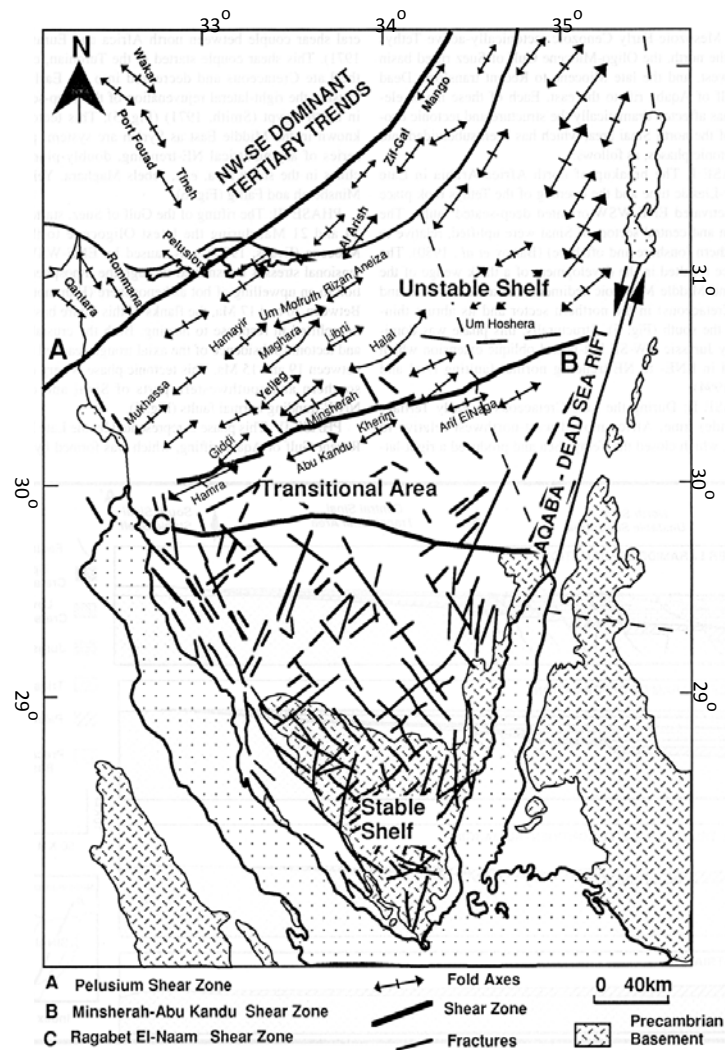 33° 34° 35°
N
Wakar
Port Fouad
Tineh
NW-SE DOMINANT
TERTIARY TRENDS
Mango
Zif-Gal
Al Arish
Pelusion
Rommana
Qantara
31°
Unstable Shelf
Um Mofruth
Rizan Aneiza
Um Hoshera
Hamayir
Maghara
Libni
Halal
A
B
Mukhassa
Yelleg
Minsherah
Kherim
Giddi
Abu Kandu
Arif ElNaga
Hamra
30° 30°
Transitional Area
C
AQABA - DEAD SEA RIFT
29° 29°
Stable
Shelf
A Pelusium Shear Zone
B Minsherah-Abu Kandu Shear Zone
C Ragabet El-Naam Shear Zone
Fold Axes
Shear Zone
Fractures
0 40km
Precambrian
Basement